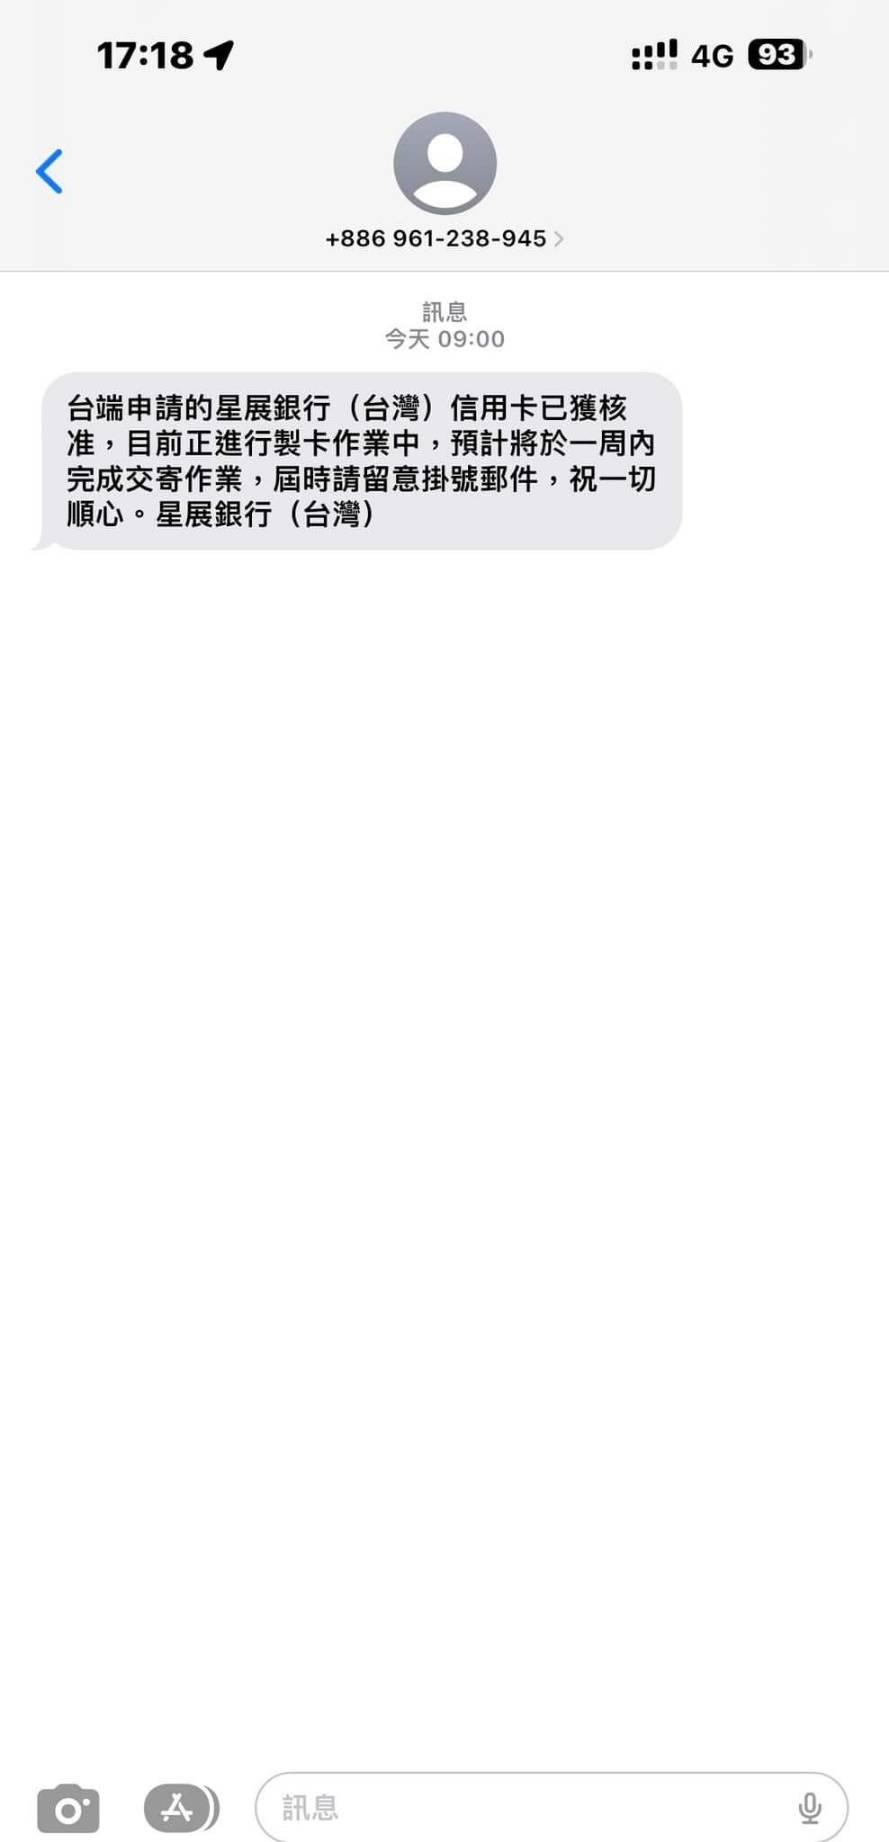 17:18
4G 93
+886 961-238-945
訊息
今天 09:00
台端申請的星展銀行（台灣）信用卡已獲核
准，目前正進行製卡作業中，預計將於一周內
完成交寄作業，屆時請留意掛號郵件，祝一切
順心。星展銀行（台灣）
訊息